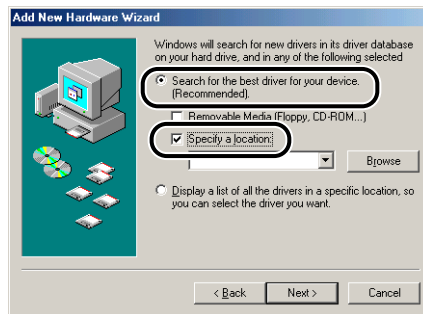 Add New Hardware Wizard
Windows will search for new drivers in its driver database
on your hard drive, and in any of the following selected
Search for the best driver for your device.
(Recommended).
Removable Media (Floppy, CD-ROM...)
Specify a location:
Browse
Display a list of all the drivers in a specific location, so
you can select the driver you want.
< Back
Next >
Cancel